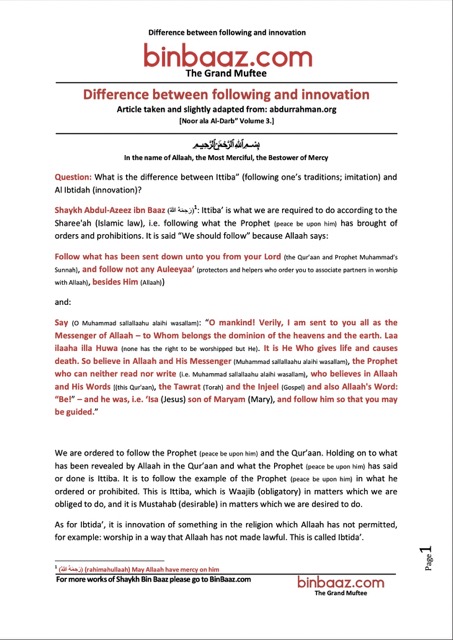 Difference between following and innovation
binbaaz.com
The Grand Muftee
Difference between following and innovation
Article taken and slightly adapted from: abdurrahman.org
[Noor ala Al-Darb” Volume 3.]
بِسْمِ اللَّهِ الرَّحْمَٰنِ الرَّحِيمِ
In the name of Allaah, the Most Merciful, the Bestower of Mercy
Question: What is the difference between Ittiba” (following one’s traditions; imitation) and
Al Ibtidah (innovation)?
Shaykh Abdul-Azeez ibn Baaz (رَحِمَهُ اللهُ)1: Ittiba’ is what we are required to do according to the
Sharee'ah (Islamic law), i.e. following what the Prophet (peace be upon him) has brought of
orders and prohibitions. It is said “We should follow” because Allaah says:
Follow what has been sent down unto you from your Lord (the Qur’aan and Prophet Muhammad’s
Sunnah), and follow not any Auleeyaa’ (protectors and helpers who order you to associate partners in worship
with Allaah), besides Him (Allaah))
and:
Say (O Muhammad sallallaahu alaihi wasallam): “O mankind! Verily, I am sent to you all as the
Messenger of Allaah – to Whom belongs the dominion of the heavens and the earth. Laa
ilaaha illa Huwa (none has the right to be worshipped but He). It is He Who gives life and causes
death. So believe in Allaah and His Messenger (Muhammad sallallaahu alaihi wasallam), the Prophet
who can neither read nor write (i.e. Muhammad sallallaahu alaihi wasallam), who believes in Allaah
and His Words [(this Qur’aan), the Tawrat (Torah) and the Injeel (Gospel) and also Allaah's Word:
“Be!” – and he was, i.e. ‘Isa (Jesus) son of Maryam (Mary), and follow him so that you may
be guided.”
We are ordered to follow the Prophet (peace be upon him) and the Qur’aan. Holding on to what
has been revealed by Allaah in the Qur’aan and what the Prophet (peace be upon him) has said
or done is Ittiba. It is to follow the example of the Prophet (peace be upon him) in what he
ordered or prohibited. This is Ittiba, which is Waajib (obligatory) in matters which we are
obliged to do, and it is Mustahab (desirable) in matters which we are desired to do.
As for Ibtida’, it is innovation of something in the religion which Allaah has not permitted,
for example: worship in a way that Allaah has not made lawful. This is called Ibtida’.
Page1
1 (رَحِمَهُ اللهُ) (rahimahullaah) May Allaah have mercy on him
For more works of Shaykh Bin Baaz please go to BinBaaz.com
binbaaz.com
The Grand Muftee